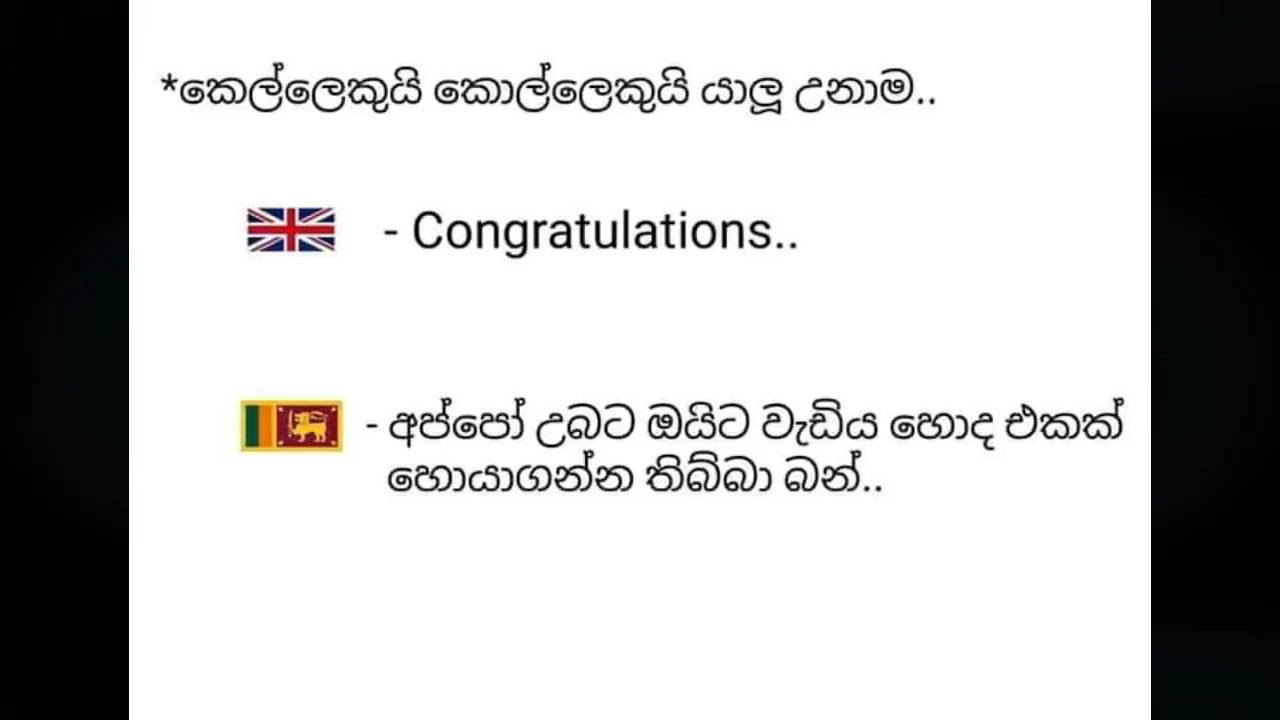 *කෙල්ලෙකුයි කොල්ලෙකුයි යාලූ උනාම..
- Congratulations..
- අප්පෝ උබට ඔයිට වැඩිය හොද එකක්
හොයාගන්න තිබ්බා බන්..